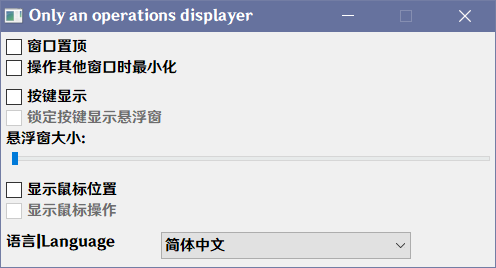 Only an operations displayer
窗口置顶
操作其他窗口时最小化
按键显示
锁定按键显示悬浮窗
悬浮窗大小:
显示鼠标位置
显示鼠标操作
语言|Language 简体中文